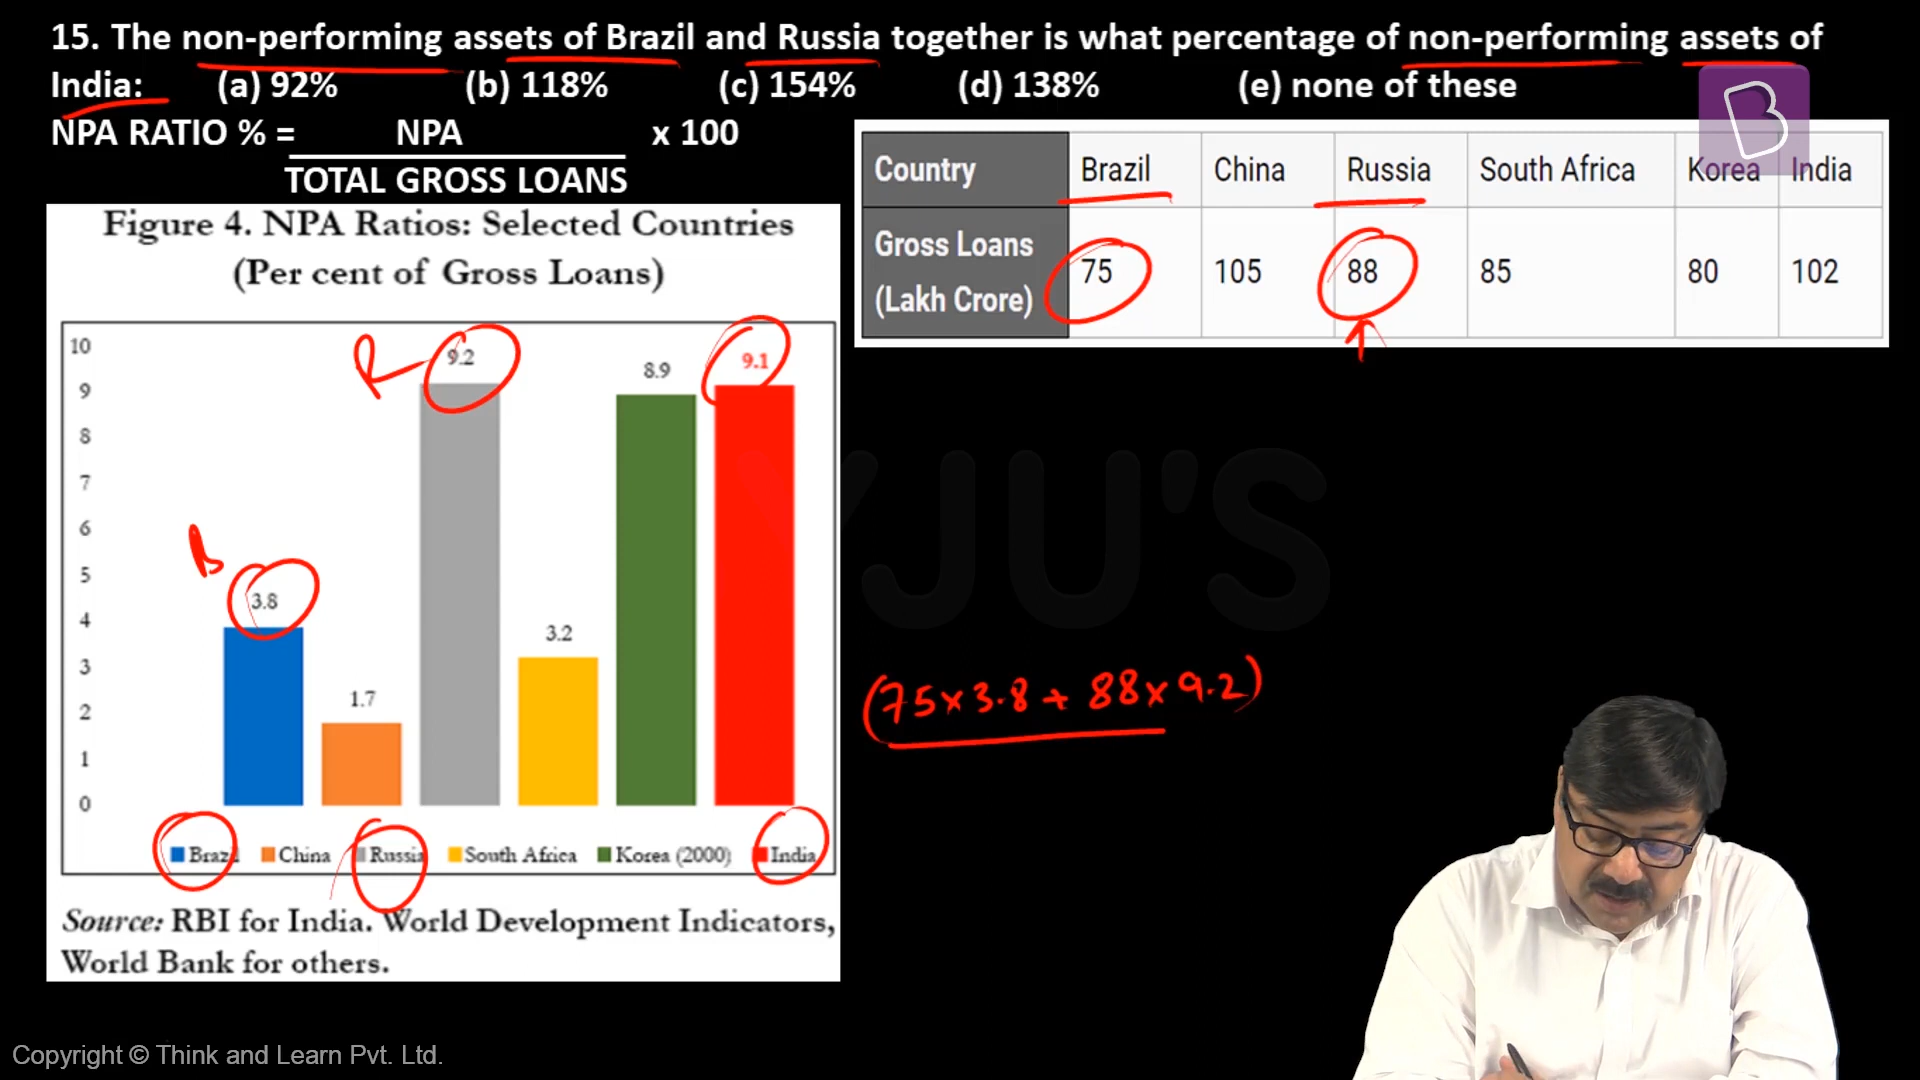 15. The non-performing assets of Brazil and Russia together is what percentage of non-performing assets of
India: (a) 92% (b) 118% (c) 154% (d) 138% (e) none of these
NPA RATIO % = NPA x 100
TOTAL GROSS LOANS
Country Brazil China Russia South Africa Korea India
Gross Loans (Lakh Crore) 75 105 88 85 80 102
Figure 4. NPA Ratios: Selected Countries
(Per cent of Gross Loans)
10
9
8
7
6
5
4
3
2
1
0
3.8
1.7
9.2
3.2
8.9
9.1
R
B
Brazil China Russia South Africa Korea (2000) India
Source: RBI for India. World Development Indicators,
World Bank for others.
(75x3.8 + 88x9.2)
YJU'S
B
Copyright © Think and Learn Pvt. Ltd.